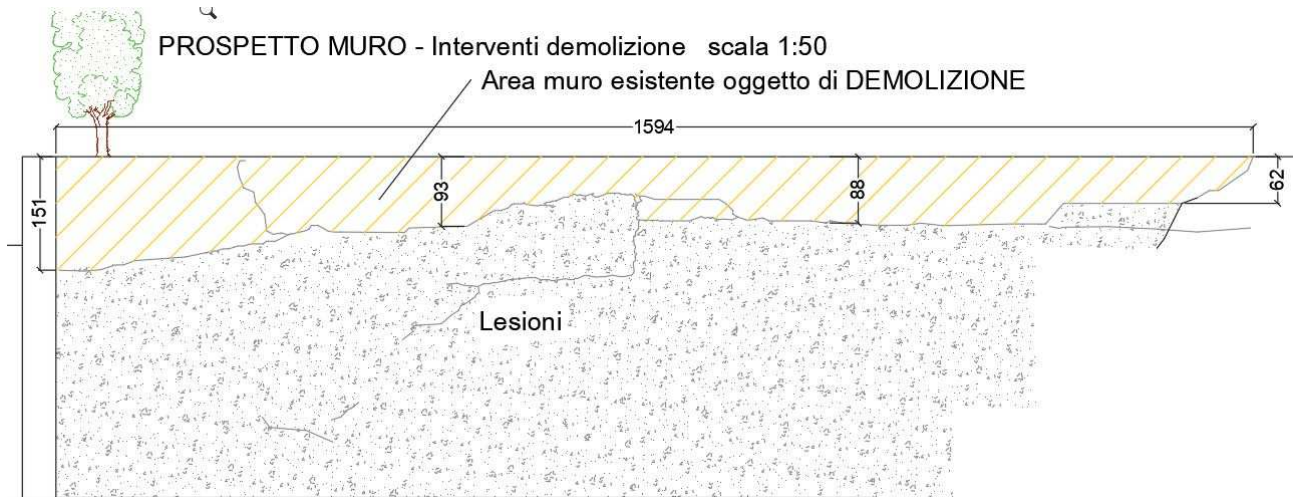 PROSPETTO MURO - Interventi demolizione scala 1:50
Area muro esistente oggetto di DEMOLIZIONE
1594
151
93
88
62
Lesioni